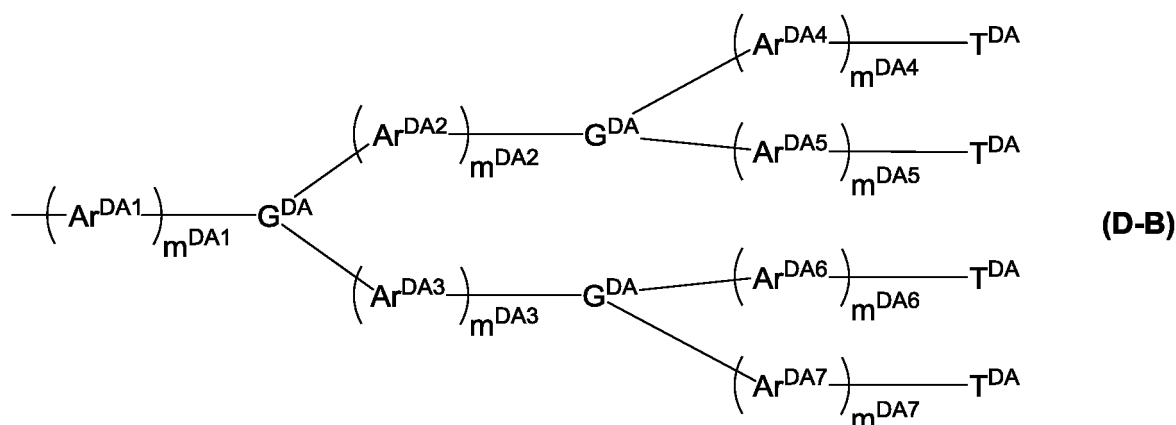 (Ar^DA4)m^DA4 T^DA
(Ar^DA2)m^DA2 G^DA (Ar^DA5)m^DA5 T^DA
(Ar^DA1)m^DA1 G^DA (D-B)
(Ar^DA3)m^DA3 G^DA (Ar^DA6)m^DA6 T^DA
(Ar^DA7)m^DA7 T^DA